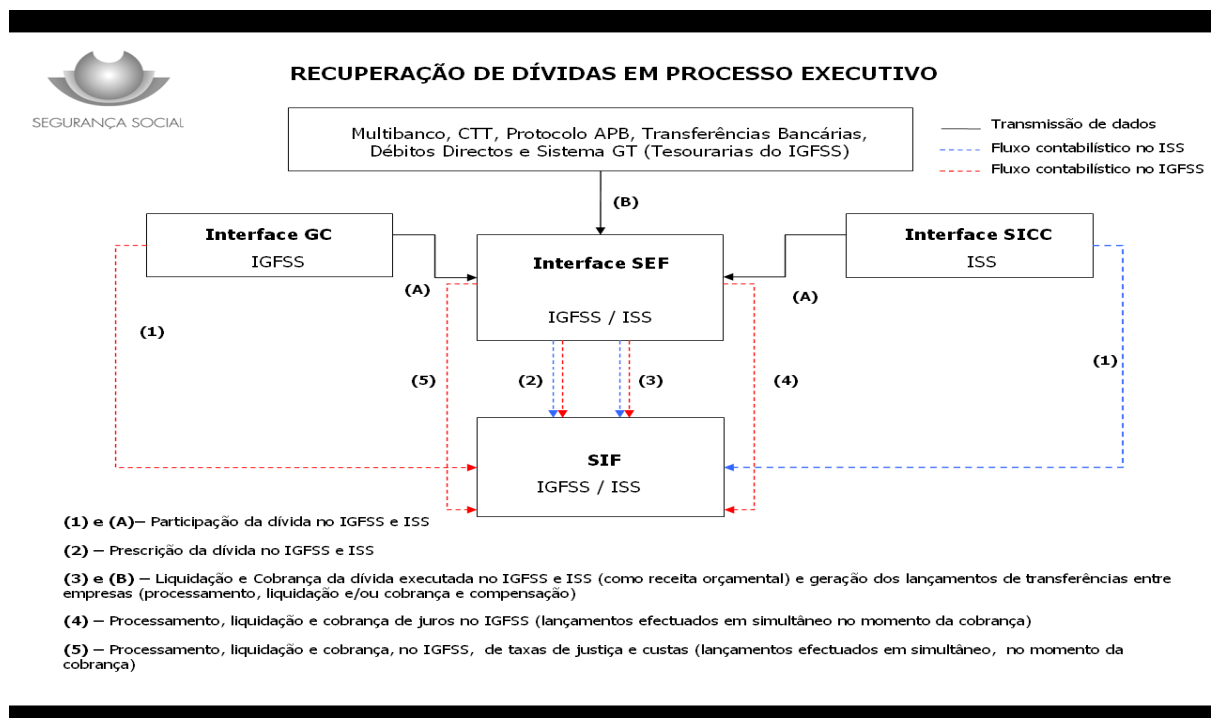 RECUPERAÇÃO DE DÍVIDAS EM PROCESSO EXECUTIVO
SEGURANÇA SOCIAL
Multibanco, CTT, Protocolo APB, Transferências Bancárias,
Débitos Directos e Sistema GT (Tesourarias do IGFSS)
Transmissão de dados
Fluxo contabilístico no ISS
Fluxo contabilístico no IGFSS
(B)
Interface GC
IGFSS
Interface SEF
IGFSS / ISS
Interface SICC
ISS
(A)
(A)
(1)
(1)
(5)
(2)
(3)
(4)
SIF
IGFSS / ISS
(1) e (A)– Participação da dívida no IGFSS e ISS
(2) – Prescrição da dívida no IGFSS e ISS
(3) e (B) – Liquidação e Cobrança da dívida executada no IGFSS e ISS (como receita orçamental) e geração dos lançamentos de transferências entre
empresas (processamento, liquidação e/ou cobrança e compensação)
(4) – Processamento, liquidação e cobrança de juros no IGFSS (lançamentos efectuados em simultâneo no momento da cobrança)
(5) – Processamento, liquidação e cobrança, no IGFSS, de taxas de justiça e custas (lançamentos efectuados em simultâneo, no momento da
cobrança)